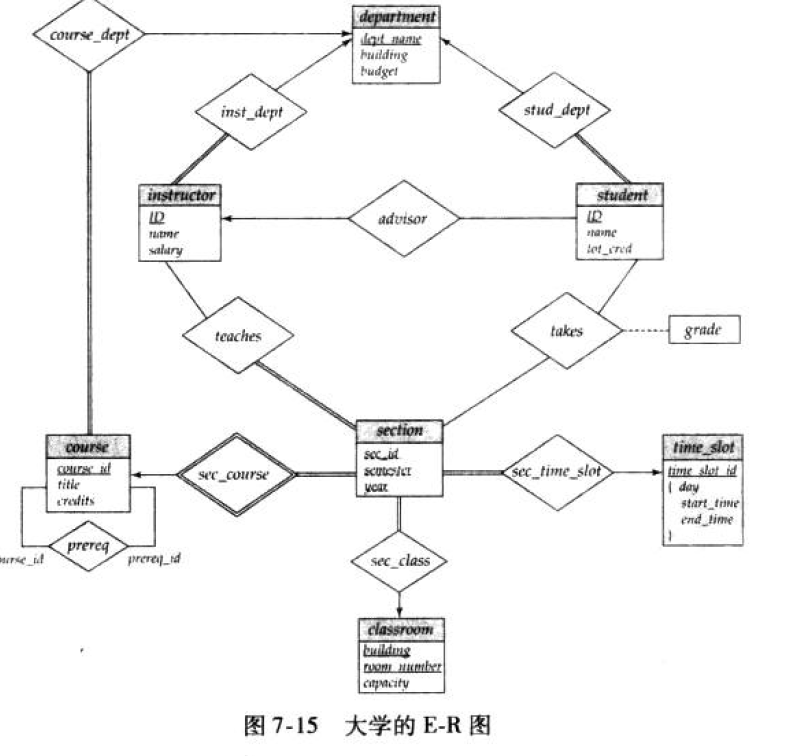 department
course_dept
dept_name
building
budget
inst_dept
stud_dept
instructor
ID
name
salary
advisor
student
ID
name
tot_cred
teaches
takes
grade
section
sec_id
semester
year
course
course_id
title
credits
sec_course
sec_time_slot
time_slot
time_slot_id
{ day
start_time
end_time
}
prereq
ourse_id
prereq_id
sec_class
classroom
building
room_number
capacity
图 7-15 大学的 E-R 图